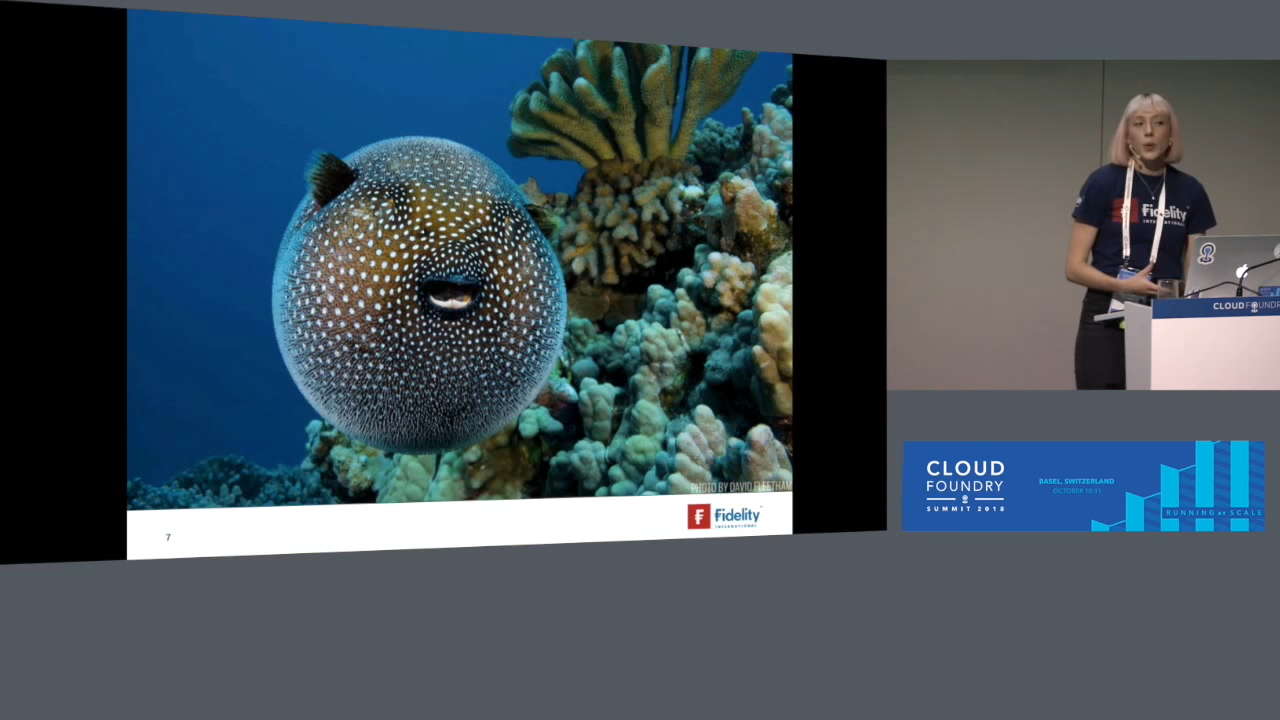 PHOTO BY DAVID FLEETHAM
7
Fidelity
INTERNATIONAL
Fidelity
INTERNATIONAL
CLOUD FOUNDRY
CLOUD
FOUNDRY
SUMMIT 2018
BASEL, SWITZERLAND
OCTOBER 10-11
RUNNING AT SCALE